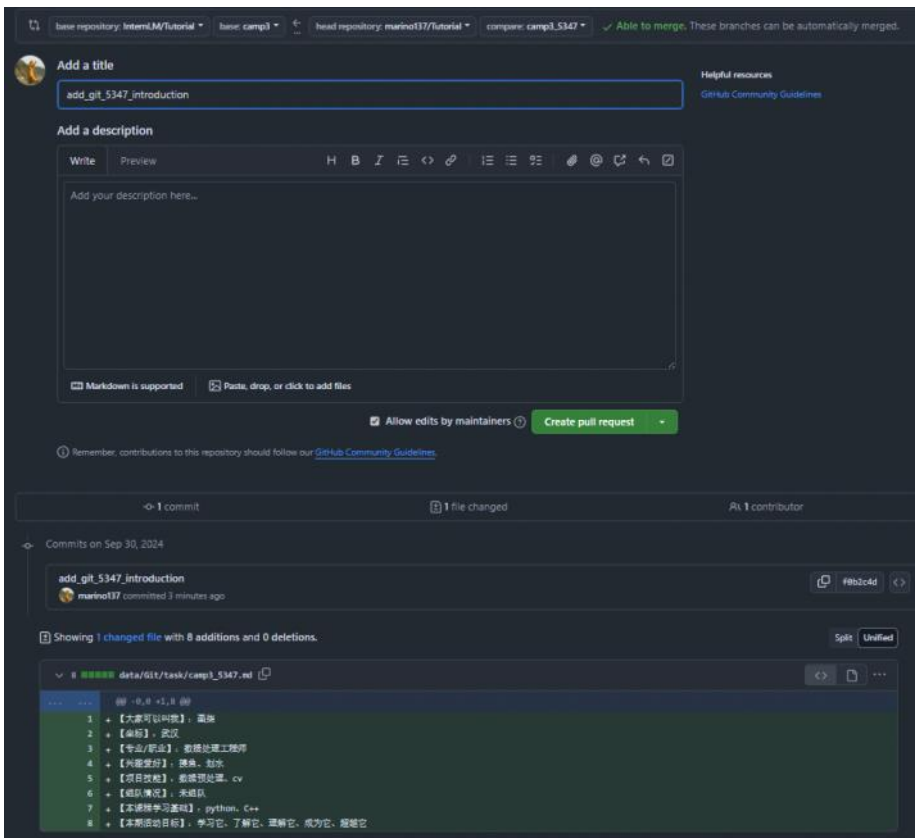 base repository: InternLM/Tutorial base: camp3 head repository: marino137/Tutorial compare: camp3_5347 Able to merge. These branches can be automatically merged.
Add a title
Helpful resources
add_git_5347_introduction
GitHub Community Guidelines
Add a description
Write Preview H B I
Add your description here...
Markdown is supported Paste, drop, or click to add files
Allow edits by maintainers Create pull request
Remember, contributions to this repository should follow our GitHub Community Guidelines.
1 commit 1 file changed 1 contributor
Commits on Sep 30, 2024
add_git_5347_introduction
f0b2c4d
marino137 committed 3 minutes ago
Showing 1 changed file with 8 additions and 0 deletions. Split Unified
8 data/Git/task/camp3_5347.md
@@ -0,0 +1,8 @@
1 + 【大家可以叫我】:
2 + 【坐标】:武汉
3 + 【专业/职业】:数据处理工程师
4 + 【兴趣爱好】:摸鱼、划水
5 + 【项目技能】:数据预处理、cv
6 + 【组队情况】:未组队
7 + 【本课程学习基础】:python、C++
8 + 【本期活动目标】:学习它、了解它、理解它、成为它、超越它